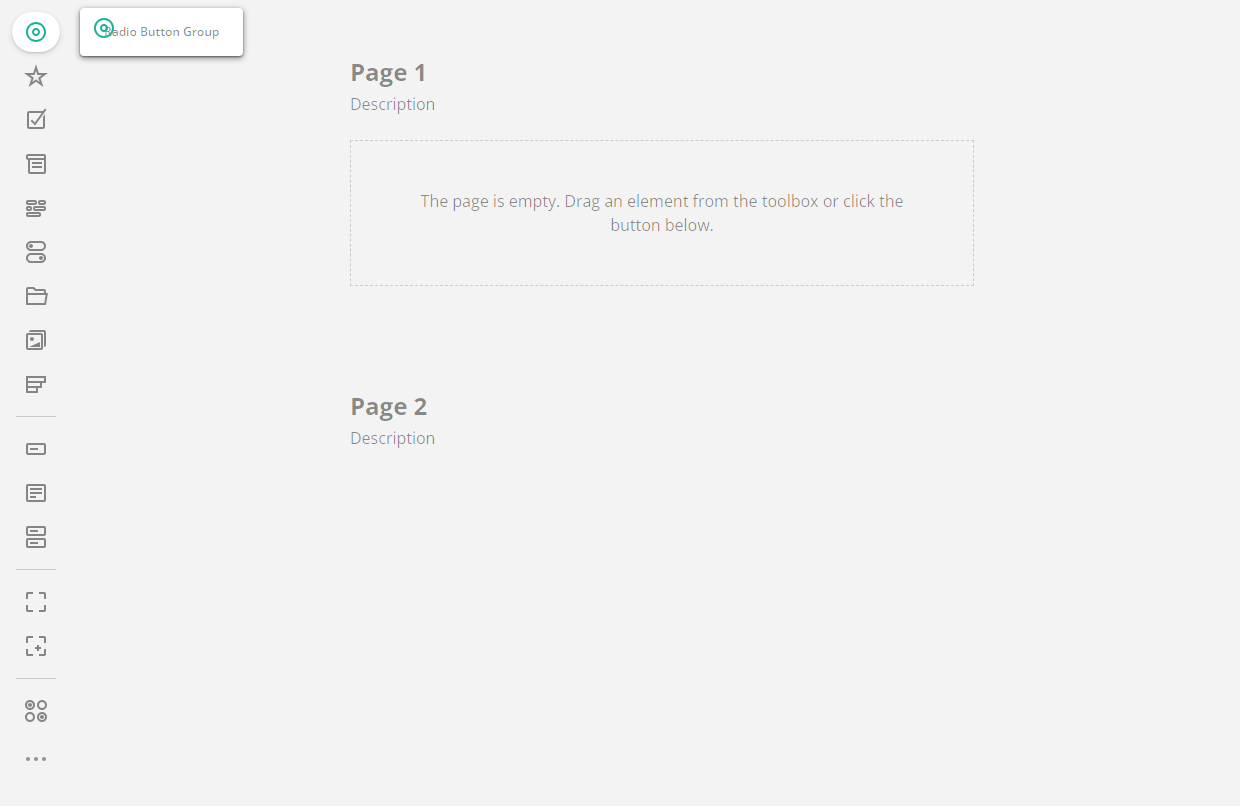 Radio Button Group
Page 1
Description
The page is empty. Drag an element from the toolbox or click the
button below.
Page 2
Description